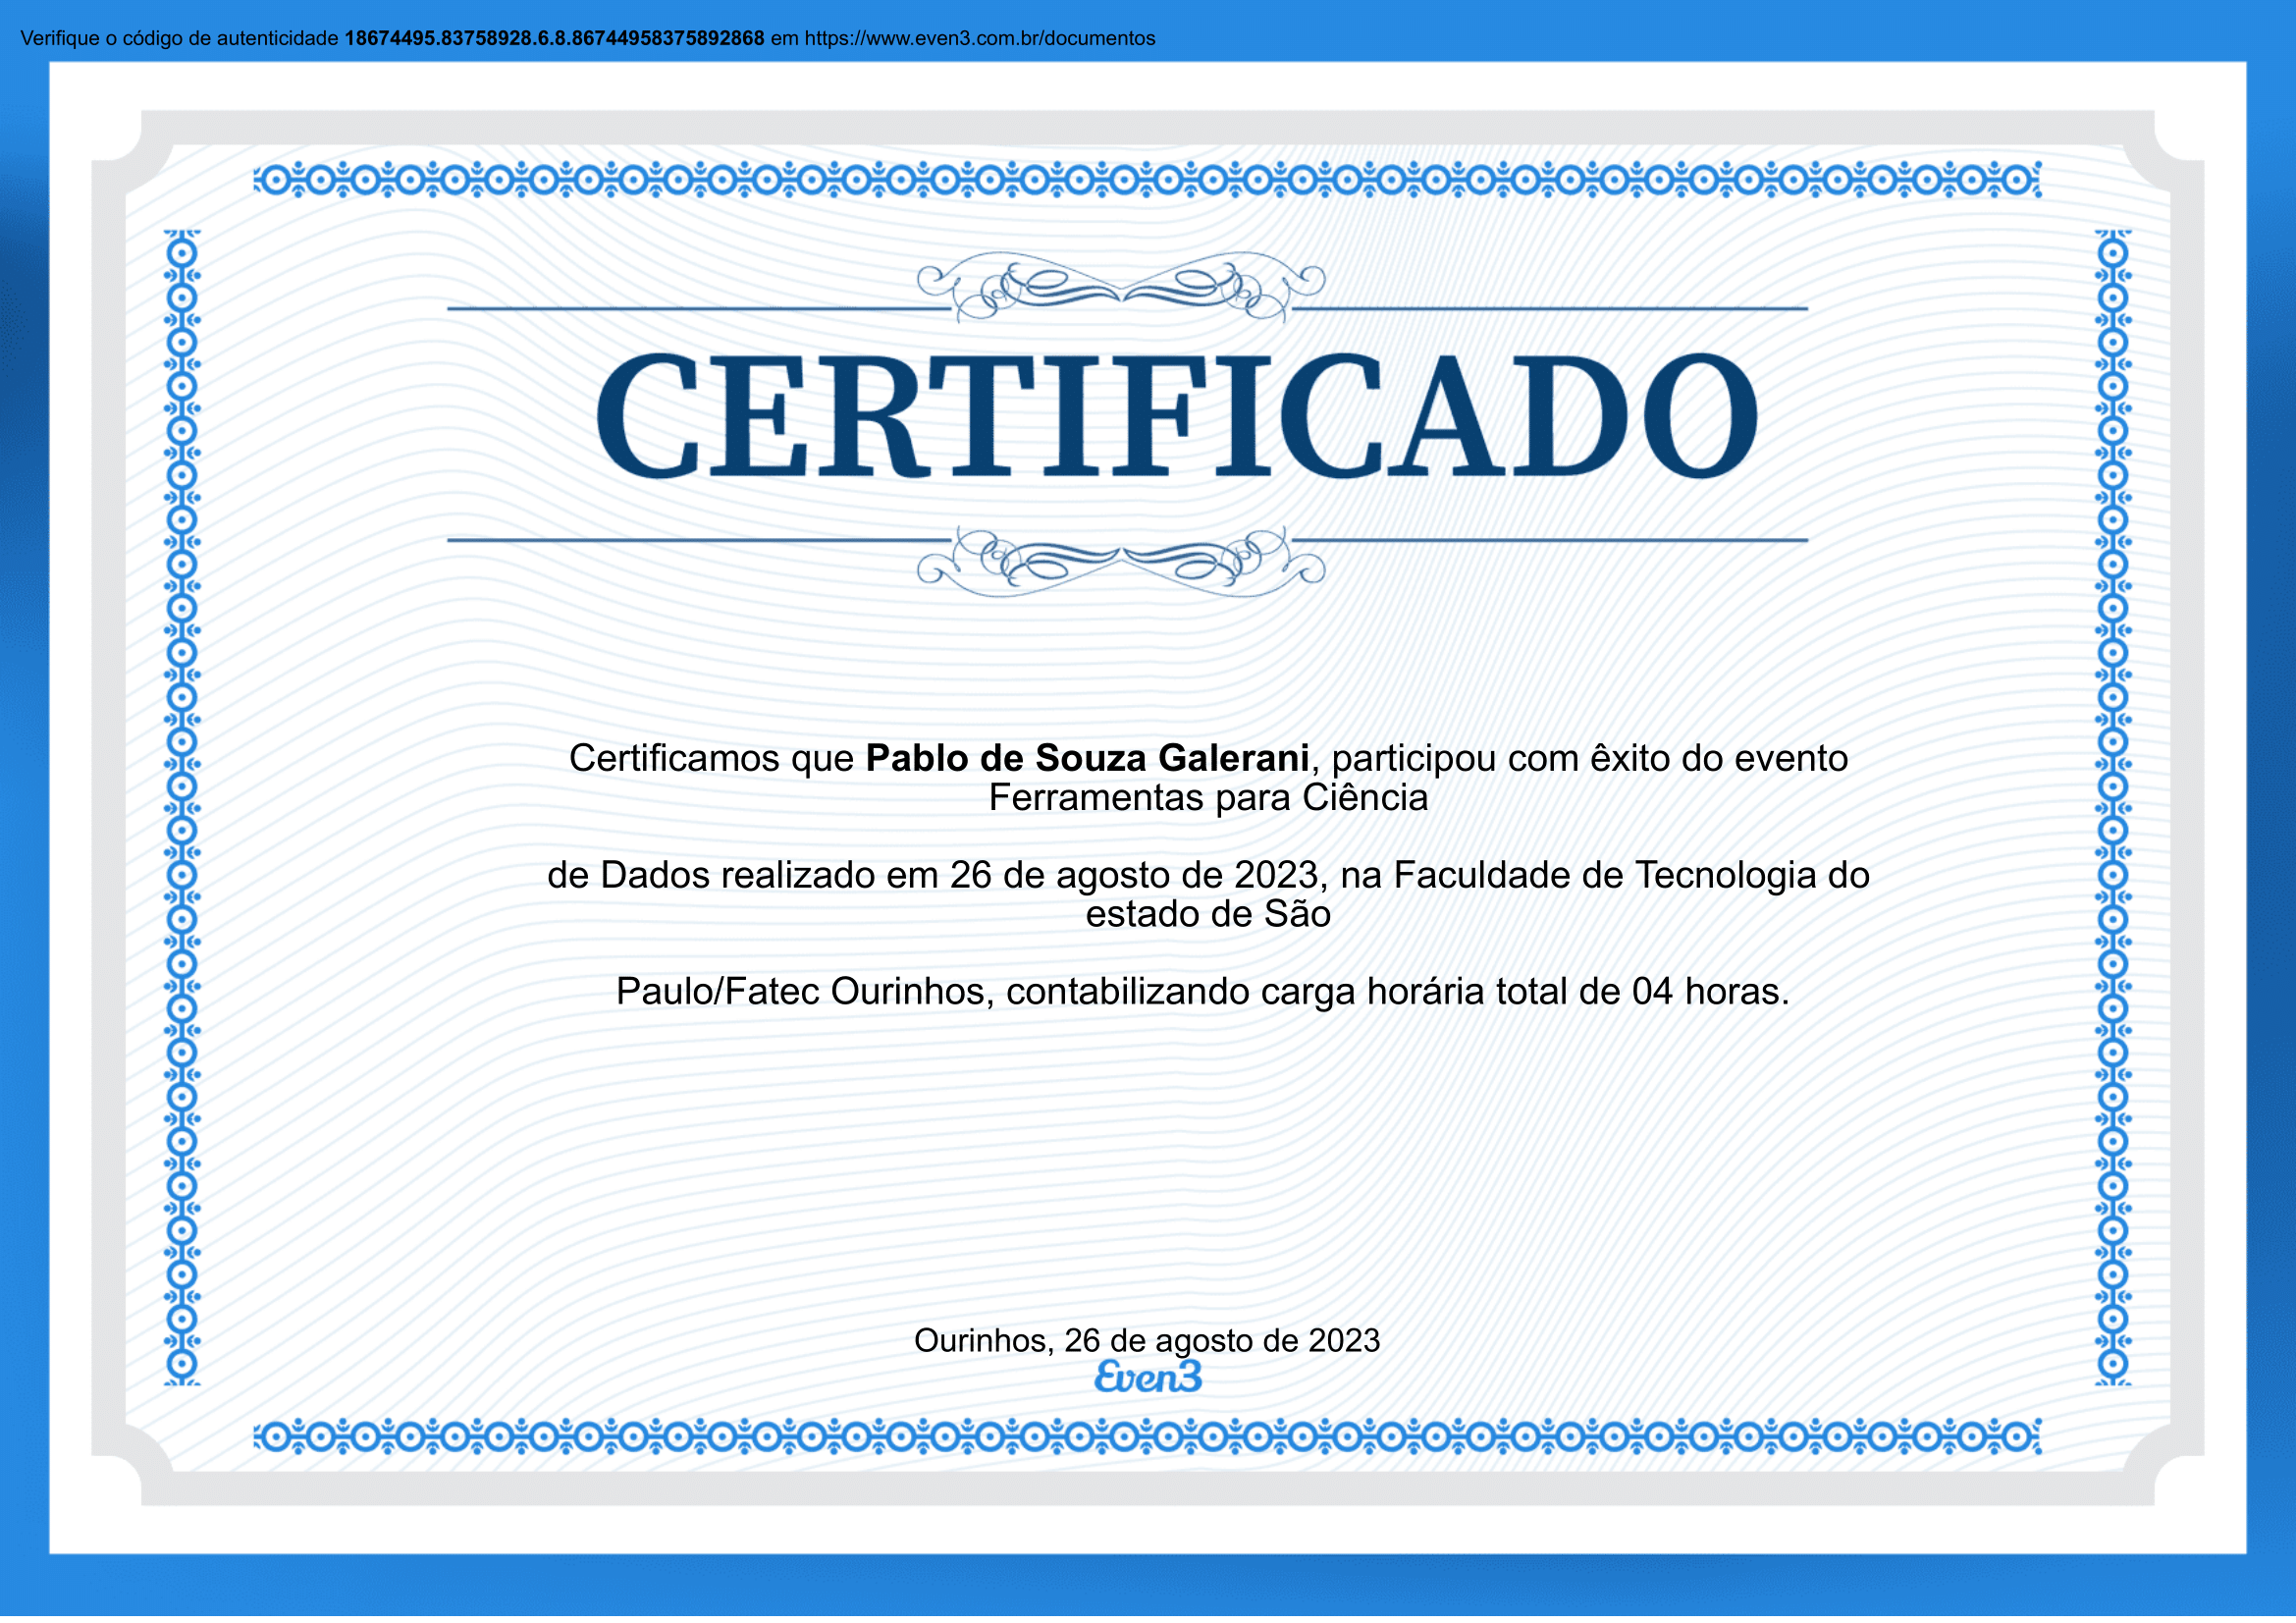 Verifique o código de autenticidade 18674495.83758928.6.8.86744958375892868 em https://www.even3.com.br/documentos
CERTIFICADO
Certificamos que Pablo de Souza Galerani, participou com êxito do evento
Ferramentas para Ciência
de Dados realizado em 26 de agosto de 2023, na Faculdade de Tecnologia do
estado de São
Paulo/Fatec Ourinhos, contabilizando carga horária total de 04 horas.
Ourinhos, 26 de agosto de 2023
Even3